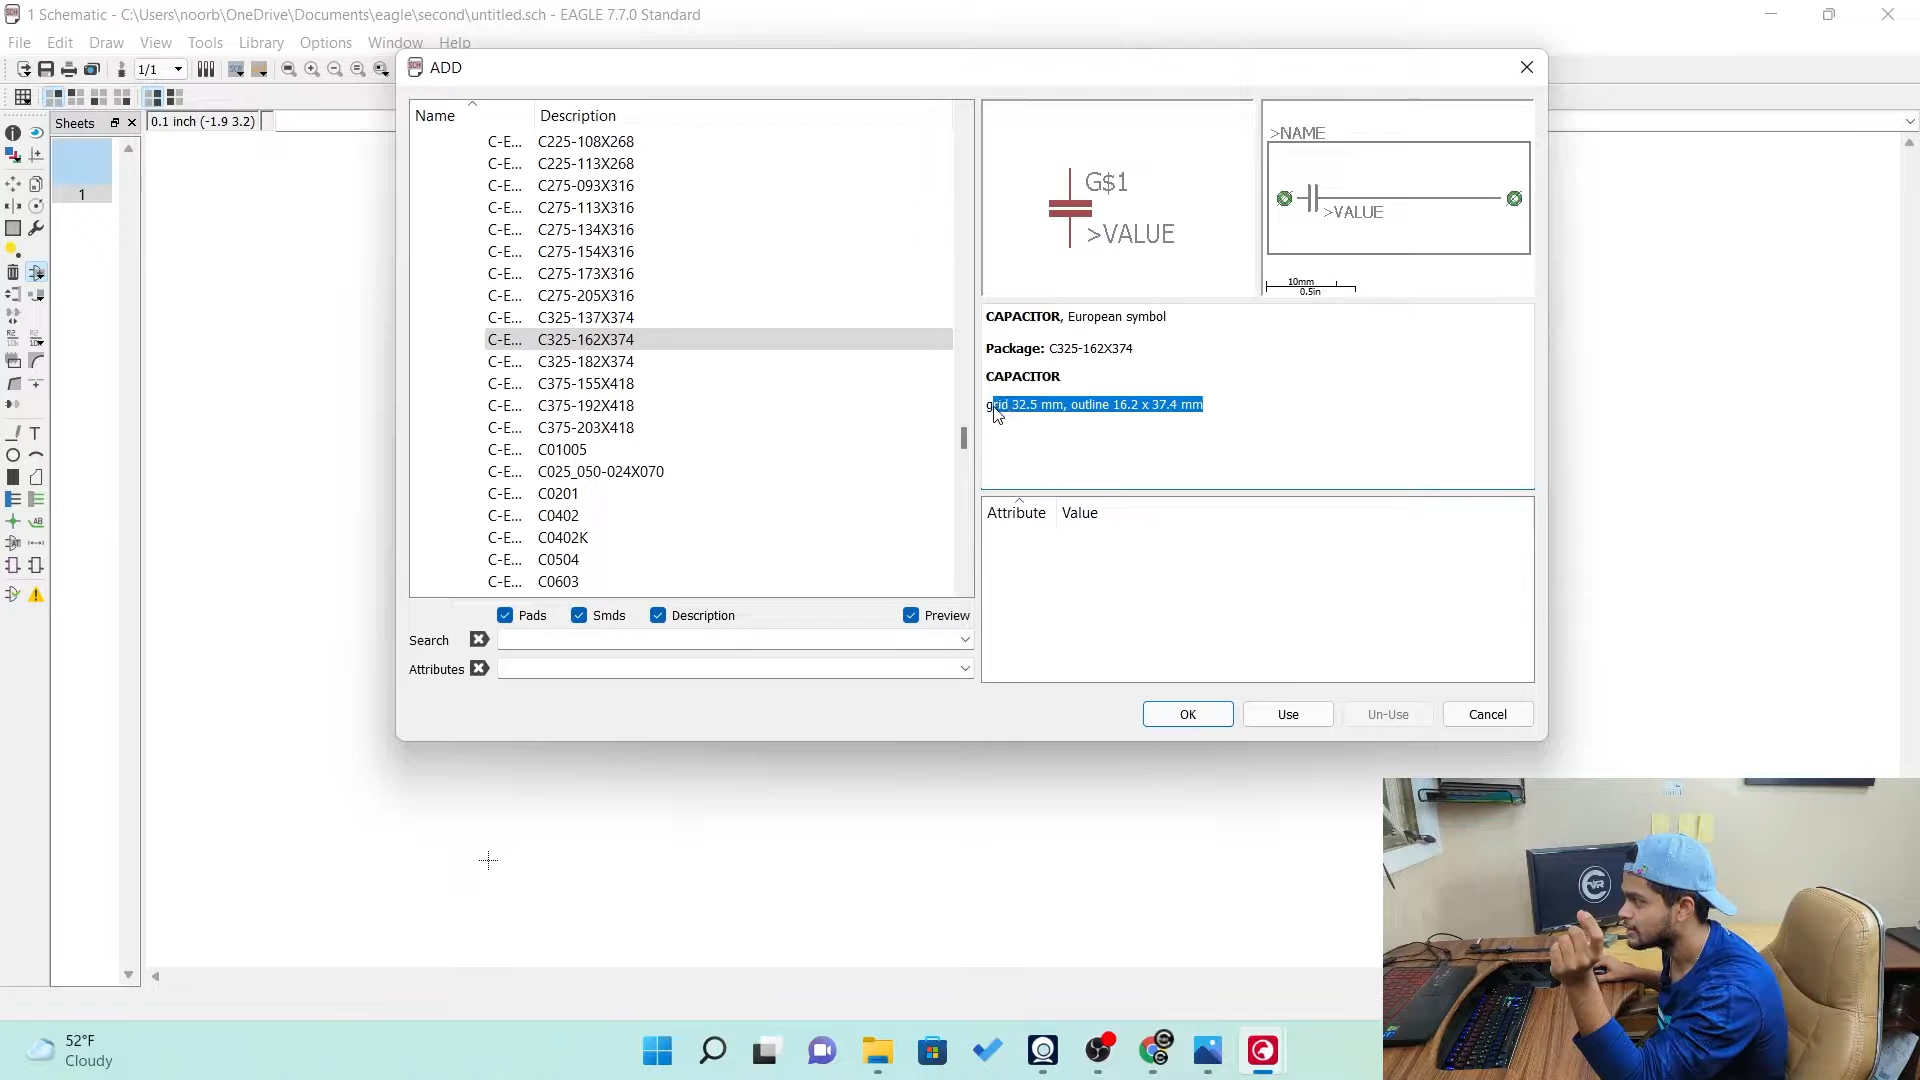 1 Schematic - C:\Users\noorb\OneDrive\Documents\eagle\second\untitled.sch - EAGLE 7.7.0 Standard
File Edit Draw View Tools Library Options Window Help
1/1
Sheets
0.1 inch (-1.9 3.2)
1
ADD
Name Description
C-E... C225-108X268
C-E... C225-113X268
C-E... C275-093X316
C-E... C275-113X316
C-E... C275-134X316
C-E... C275-154X316
C-E... C275-173X316
C-E... C275-205X316
C-E... C325-137X374
C-E... C325-162X374
C-E... C325-182X374
C-E... C375-155X418
C-E... C375-192X418
C-E... C375-203X418
C-E... C01005
C-E... C025_050-024X070
C-E... C0201
C-E... C0402
C-E... C0402K
C-E... C0504
C-E... C0603
Pads Smds Description Preview
Search
Attributes
G$1
>VALUE
>NAME
>VALUE
10mm
0.5in
CAPACITOR, European symbol
Package: C325-162X374
CAPACITOR
grid 32.5 mm, outline 16.2 x 37.4 mm
Attribute Value
OK Use Un-Use Cancel
52°F
Cloudy